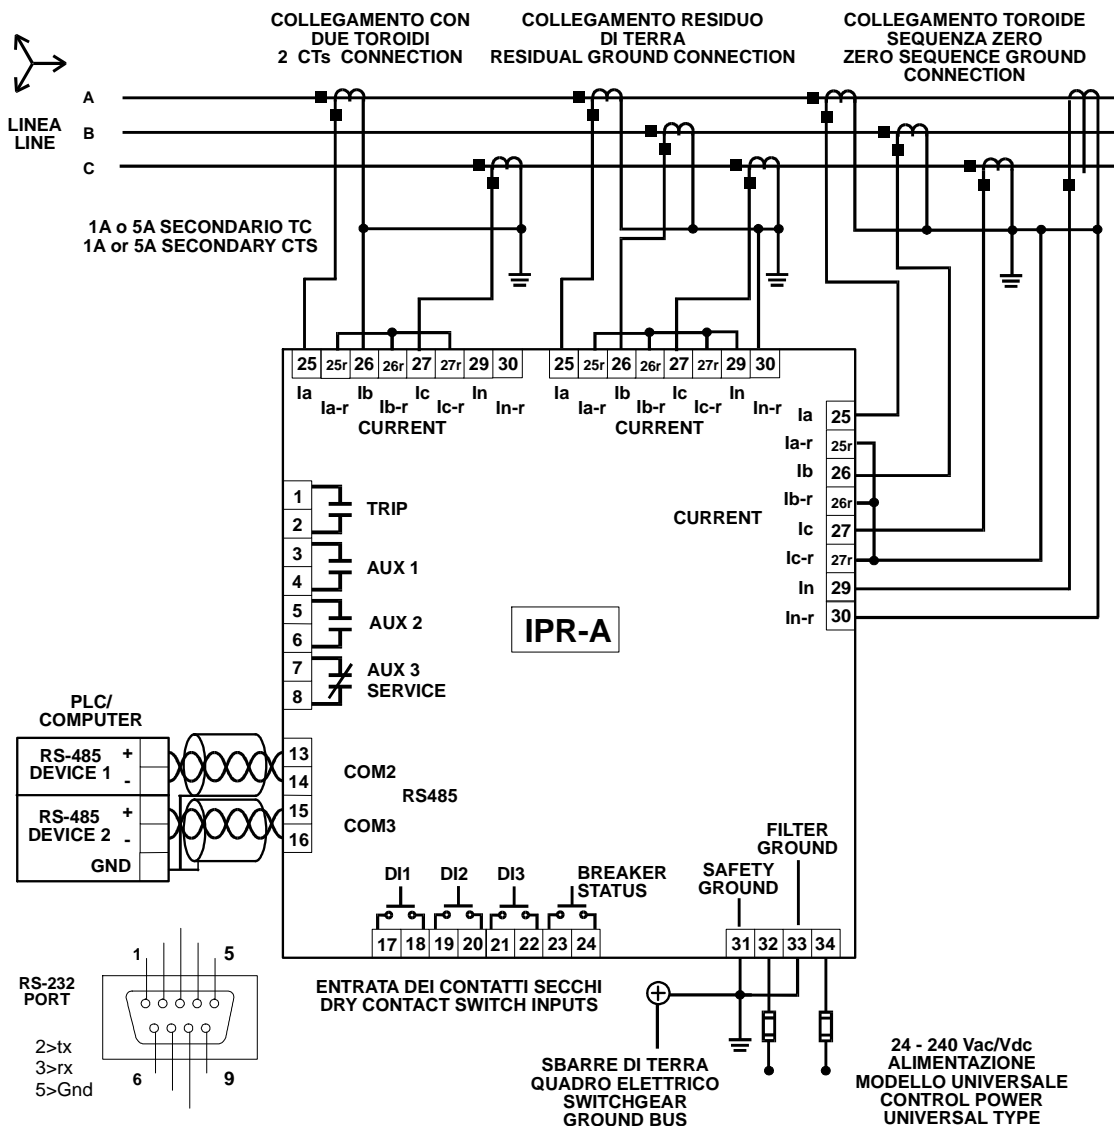 COLLEGAMENTO CON
DUE TOROIDI
2 CTs CONNECTION
COLLEGAMENTO RESIDUO
DI TERRA
RESIDUAL GROUND CONNECTION
COLLEGAMENTO TOROIDE
SEQUENZA ZERO
ZERO SEQUENCE GROUND
CONNECTION
LINEA
LINE
A
B
C
1A o 5A SECONDARIO TC
1A or 5A SECONDARY CTS
25 25r 26 26r 27 27r 29 30
Ia Ia-r Ib Ib-r Ic Ic-r In In-r
CURRENT
25 25r 26 26r 27 27r 29 30
Ia Ia-r Ib Ib-r Ic Ic-r In In-r
CURRENT
Ia 25
Ia-r 25r
Ib 26
Ib-r 26r
CURRENT
Ic 27
Ic-r 27r
In 29
In-r 30
1
2
TRIP
3
4
AUX 1
5
6
AUX 2
7
8
AUX 3
SERVICE
IPR-A
PLC/
COMPUTER
RS-485
DEVICE 1
+
-
RS-485
DEVICE 2
+
-
GND
13
14
15
16
COM2
RS485
COM3
DI1
DI2
DI3
BREAKER
STATUS
17 18 19 20 21 22 23 24
SAFETY
GROUND
FILTER
GROUND
31 32 33 34
ENTRATA DEI CONTATTI SECCHI
DRY CONTACT SWITCH INPUTS
RS-232
PORT
1
5
6
9
2>tx
3>rx
5>Gnd
SBARRE DI TERRA
QUADRO ELETTRICO
SWITCHGEAR
GROUND BUS
24 - 240 Vac/Vdc
ALIMENTAZIONE
MODELLO UNIVERSALE
CONTROL POWER
UNIVERSAL TYPE